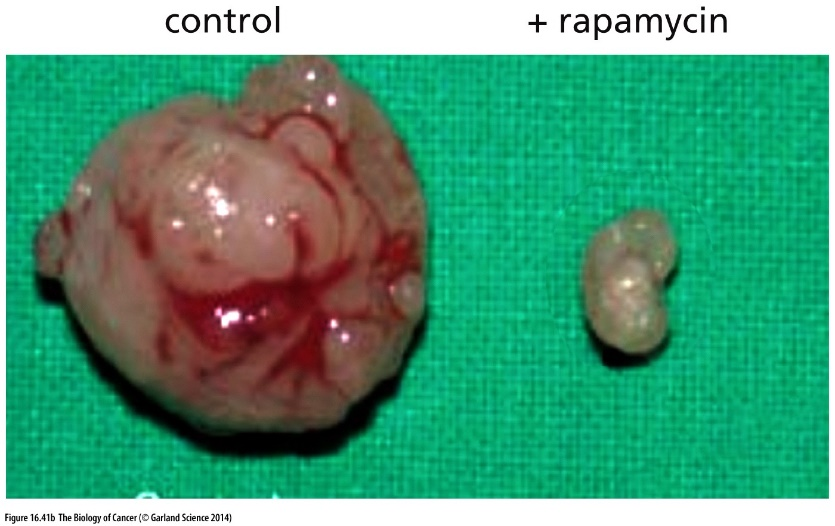 control
+ rapamycin
Figure 16.41b The Biology of Cancer (© Garland Science 2014)